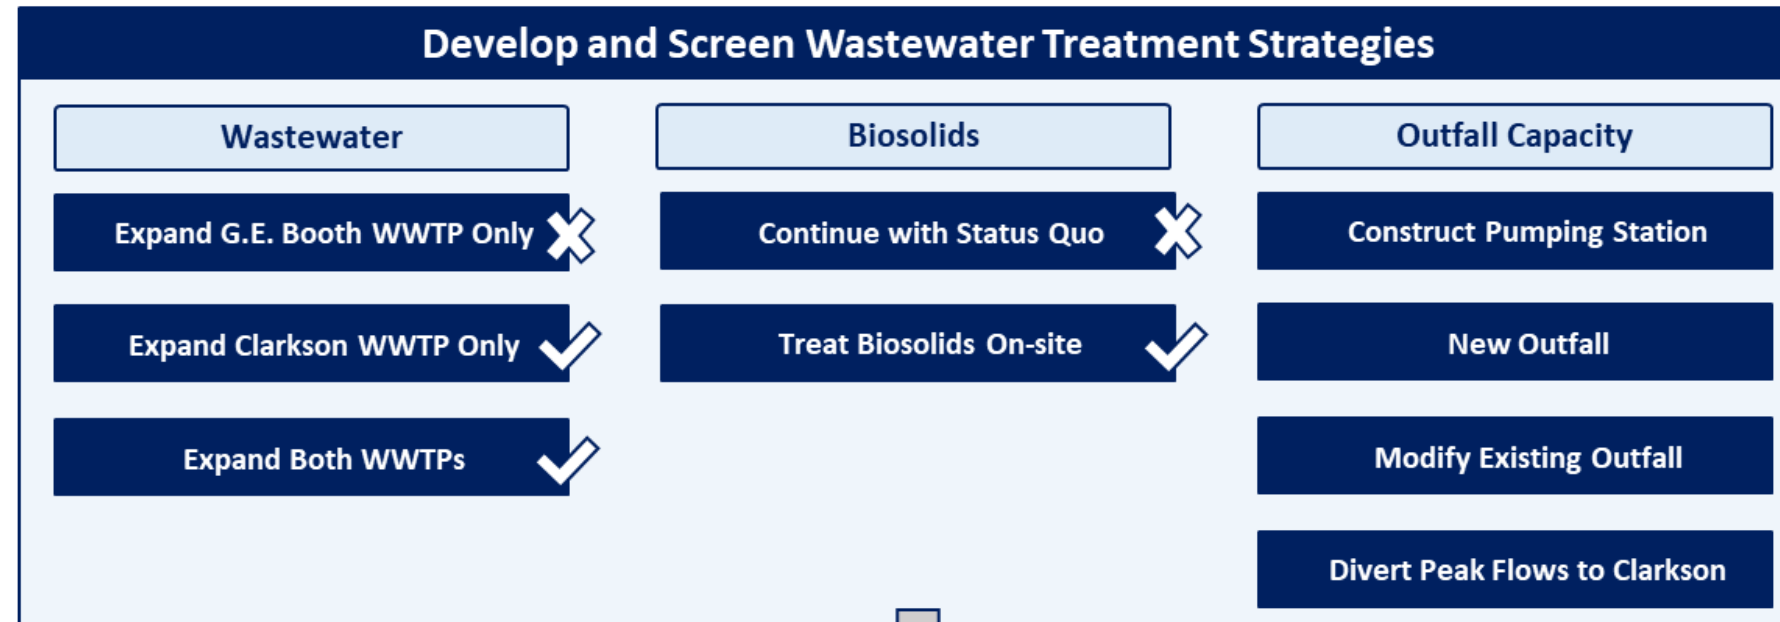 Develop and Screen Wastewater Treatment Strategies
Wastewater
Expand G.E. Booth WWTP Only
Expand Clarkson WWTP Only
Expand Both WWTPs
Biosolids
Continue with Status Quo
Treat Biosolids On-site
Outfall Capacity
Construct Pumping Station
New Outfall
Modify Existing Outfall
Divert Peak Flows to Clarkson